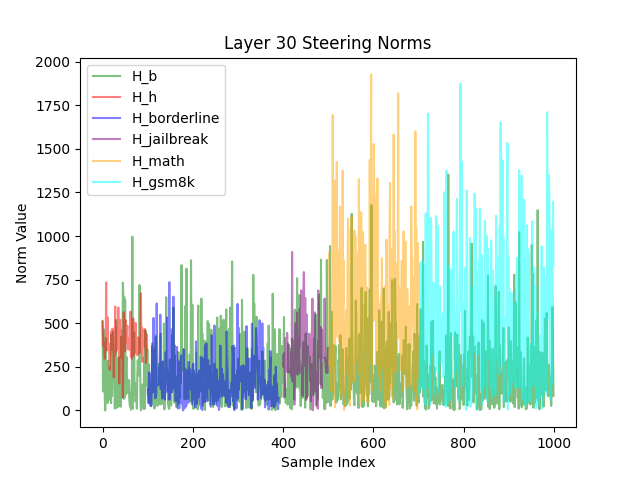 Layer 30 Steering Norms
H_b
H_h
H_borderline
H_jailbreak
H_math
H_gsm8k
Norm Value
2000
1750
1500
1250
1000
750
500
250
0
0 200 400 600 800 1000
Sample Index